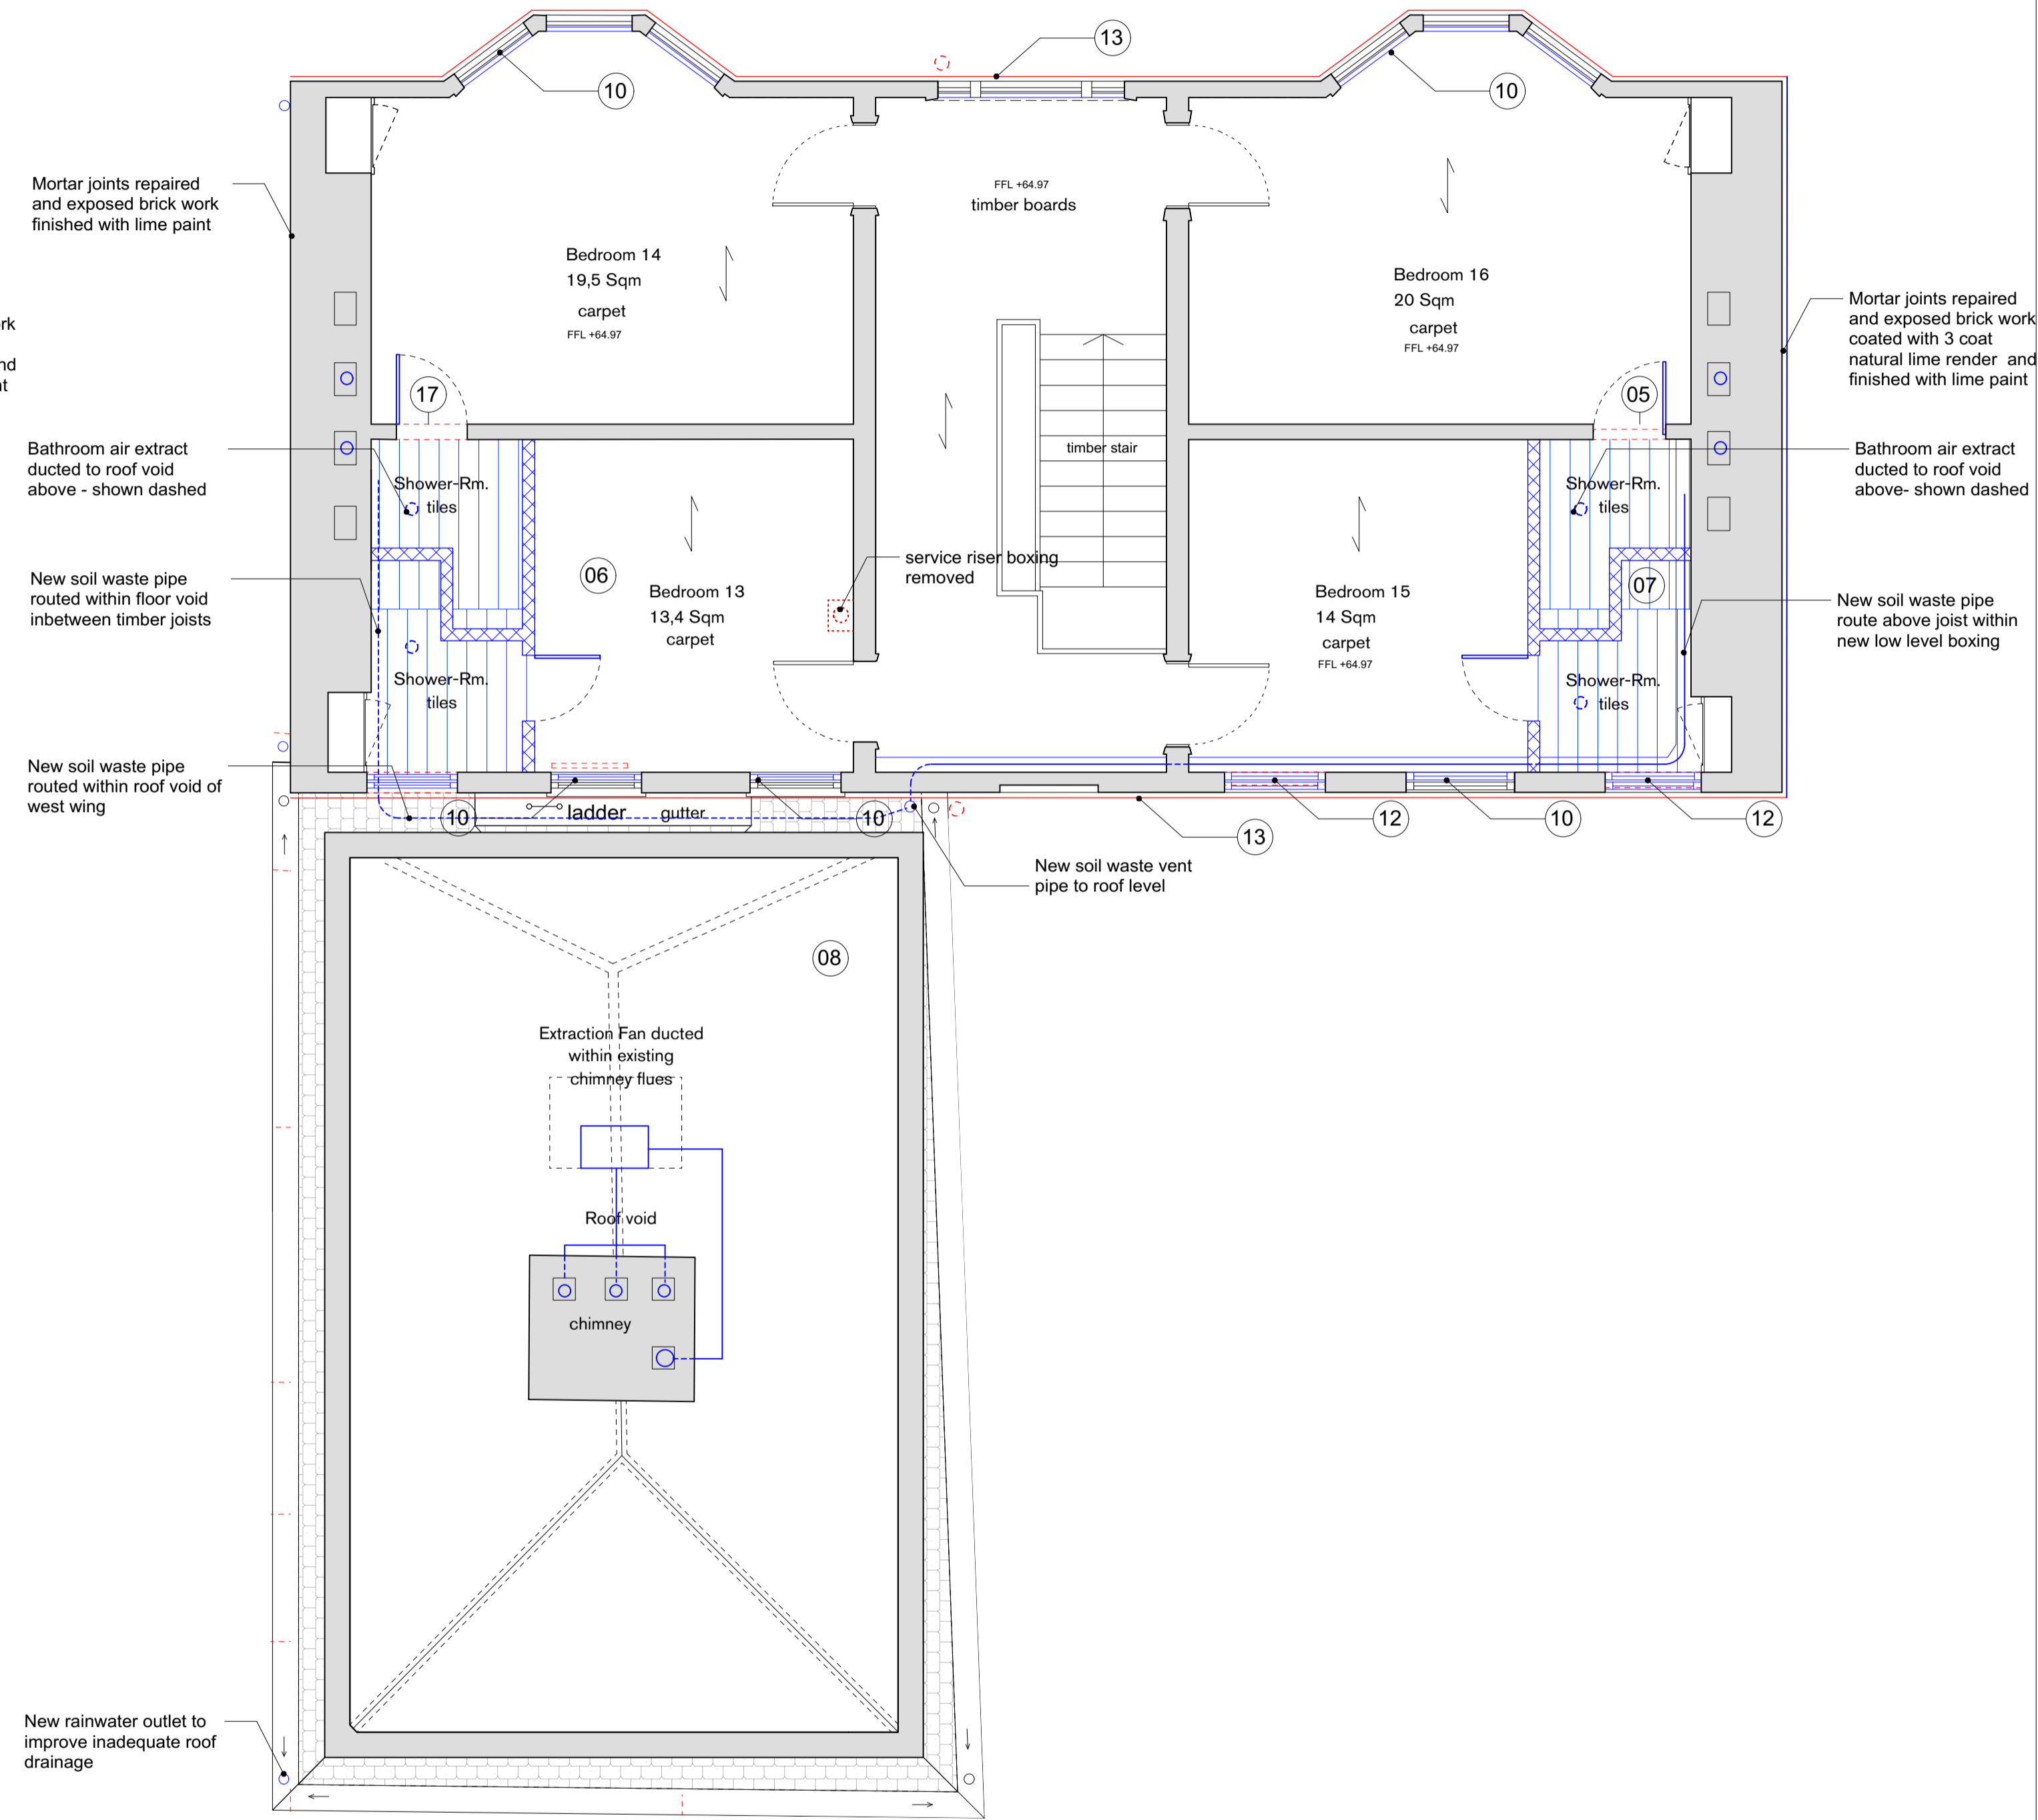 13
10
10
Mortar joints repaired
and exposed brick work
finished with lime paint
FFL +64.97
timber boards
Bedroom 14
19,5 Sqm
carpet
FFL +64.97
Bedroom 16
20 Sqm
carpet
FFL +64.97
Mortar joints repaired
and exposed brick work
coated with 3 coat
natural lime render and
finished with lime paint
rk
nd
t
17
05
Bathroom air extract
ducted to roof void
above - shown dashed
timber stair
Bathroom air extract
ducted to roof void
above- shown dashed
Shower-Rm.
tiles
Shower-Rm.
tiles
service riser boxing
removed
New soil waste pipe
routed within floor void
inbetween timber joists
06
Bedroom 13
13,4 Sqm
carpet
Bedroom 15
14 Sqm
carpet
FFL +64.97
07
New soil waste pipe
route above joist within
new low level boxing
Shower-Rm.
tiles
Shower-Rm.
tiles
New soil waste pipe
routed within roof void of
west wing
10
ladder
gutter
10
12
10
12
13
New soil waste vent
pipe to roof level
08
Extraction Fan ducted
within existing
chimney flues
Roof void
chimney
New rainwater outlet to
improve inadequate roof
drainage